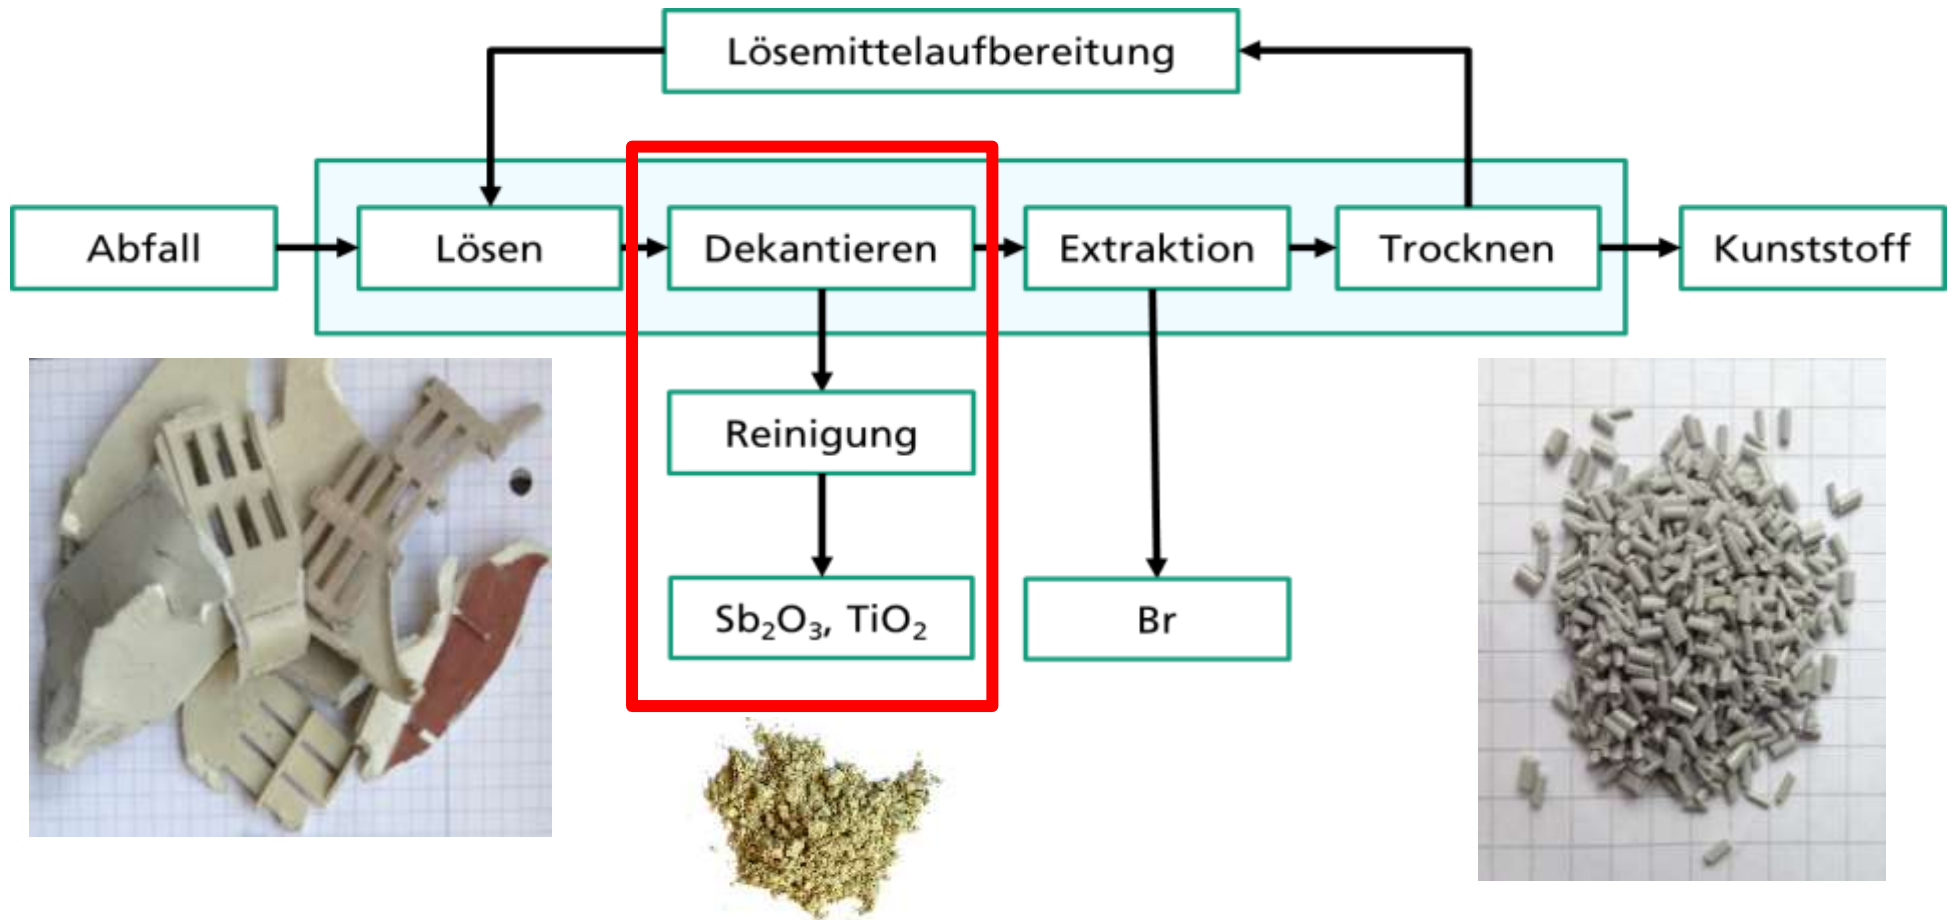 Lösemittelaufbereitung
Abfall
Lösen
Dekantieren
Extraktion
Trocknen
Kunststoff
Reinigung
Sb₂O₃, TiO₂
Br